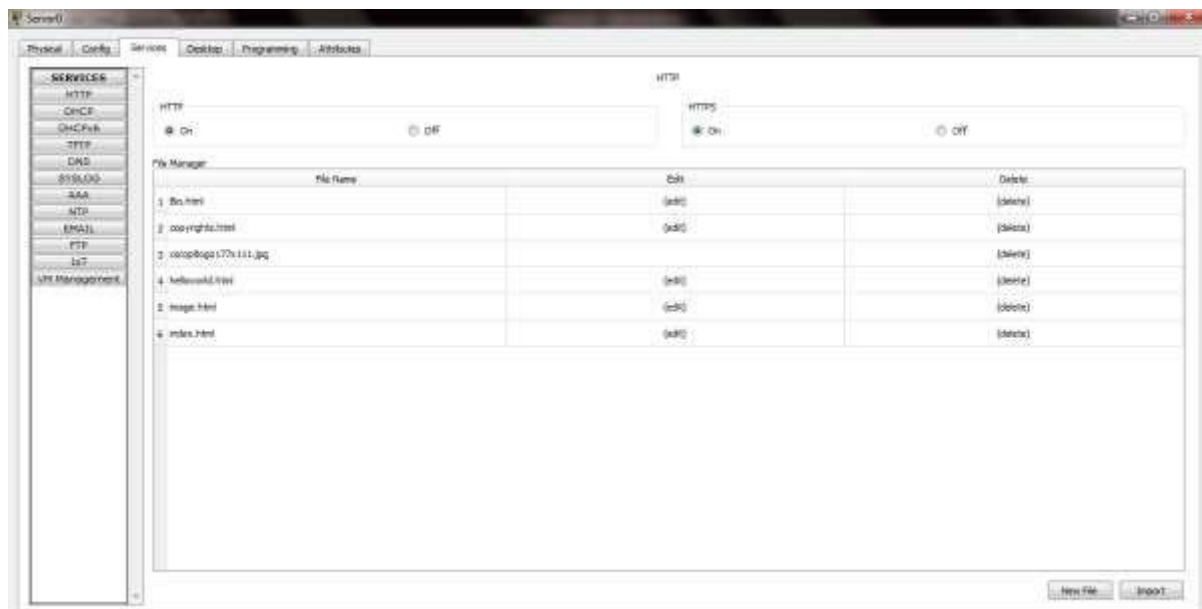 Server0
Physical Config Services Desktop Programming Attributes
SERVICES
HTTP
DHCP
DHCPv6
TFTP
DNS
SYSLOG
AAA
NTP
EMAIL
FTP
IoT
VM Management
HTTP
HTTP
On Off
HTTPS
On Off
File Manager
File Name Edit Delete
1 (edit) (delete)
2 copyrights.html (edit) (delete)
3 (delete)
4 helloworld.html (edit) (delete)
5 image.html (edit) (delete)
6 index.html (edit) (delete)
New File Import